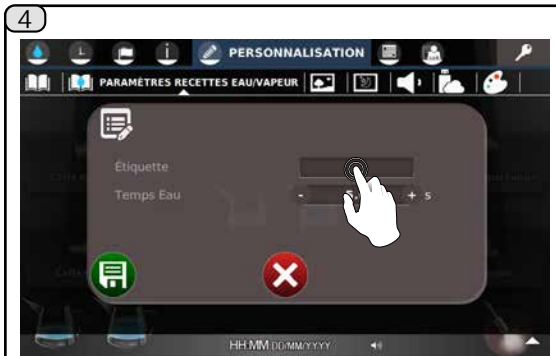 4
PERSONNALISATION
PARAMÈTRES RECETTES EAU/VAPEUR
Étiquette
Temps Eau - + s
HH:MM DD/MM/YYYY